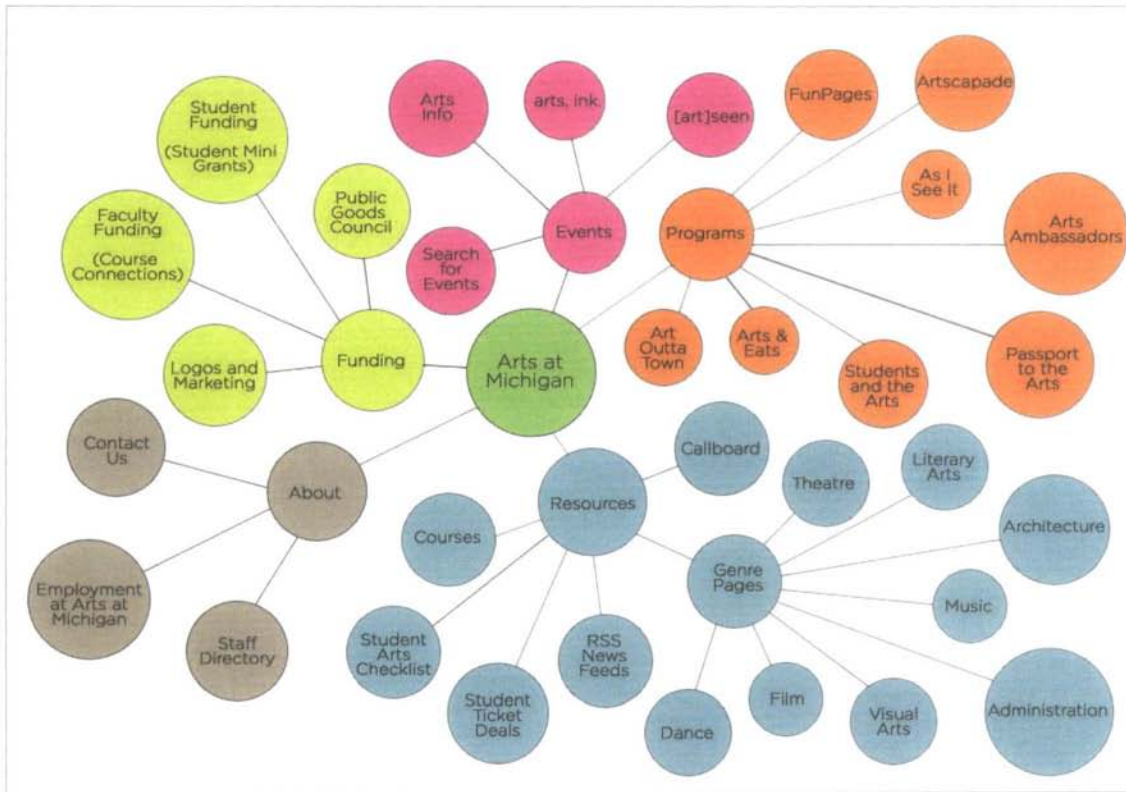 Student
Funding
(Student Mini
Grants)
Faculty
Funding
(Course
Connections)
Public
Goods
Council
Logos and
Marketing
Funding
Arts
Info
arts, ink.
[art]seen
Search
for
Events
Events
FunPages
Artscapade
As I
See It
Arts
Ambassadors
Programs
Art
Outta
Town
Arts &
Eats
Students
and the
Arts
Passport
to the
Arts
Arts at
Michigan
Contact
Us
About
Employment
at Arts at
Michigan
Staff
Directory
Resources
Callboard
Courses
Student
Arts
Checklist
Student
Ticket
Deals
RSS
News
Feeds
Genre
Pages
Theatre
Literary
Arts
Architecture
Music
Administration
Visual
Arts
Film
Dance